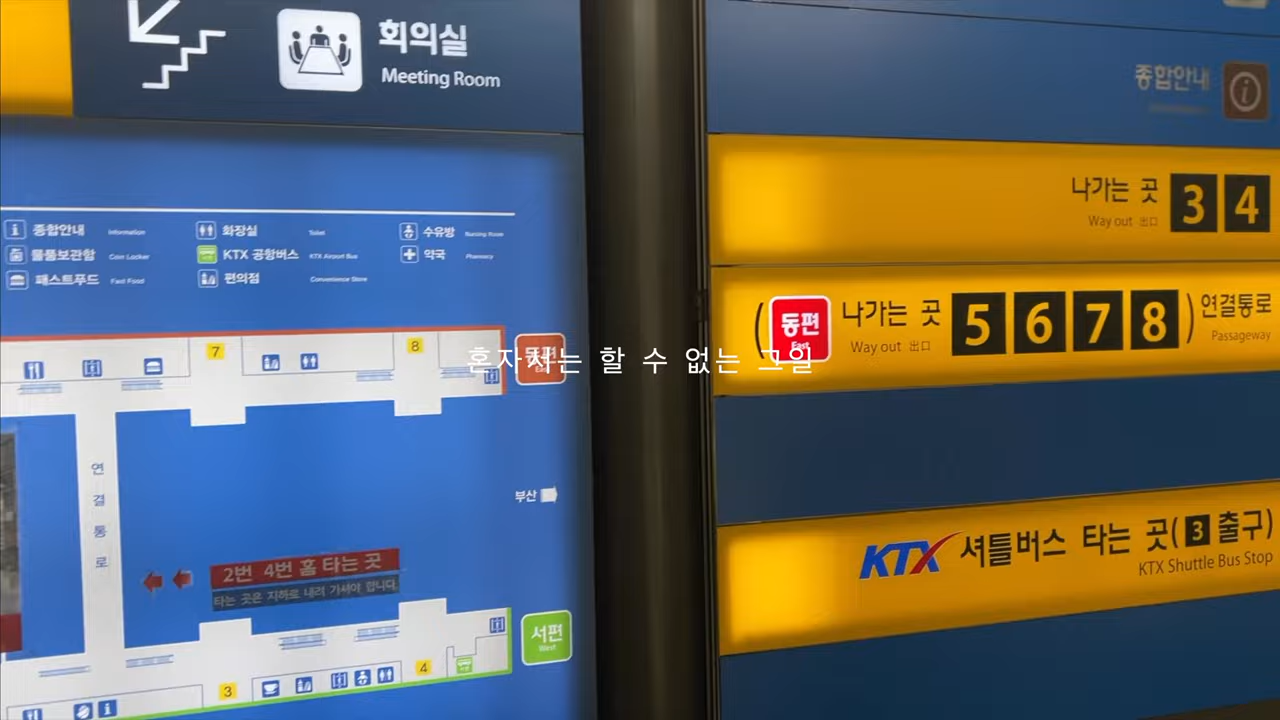 회의실
Meeting Room
종합안내 Information
화장실 Toilet
수유방 Nursing Room
물품보관함 Coin Locker
KTX 공항버스 KTX Airport Bus
약국 Pharmacy
패스트푸드 Fast Food
편의점 Convenience Store
7
8
동편
East
연결통로
부산
2번 4번 홈 타는 곳
타는 곳은 지하로 내려 가셔야 합니다.
서편
West
3
4
종합안내
나가는 곳 3 4
Way out 出口
(동편 East 나가는 곳 5 6 7 8) 연결통로
Way out 出口
Passageway
KTX 셔틀버스 타는 곳(3 출구)
KTX Shuttle Bus Stop
혼자서는 할 수 없는 그일